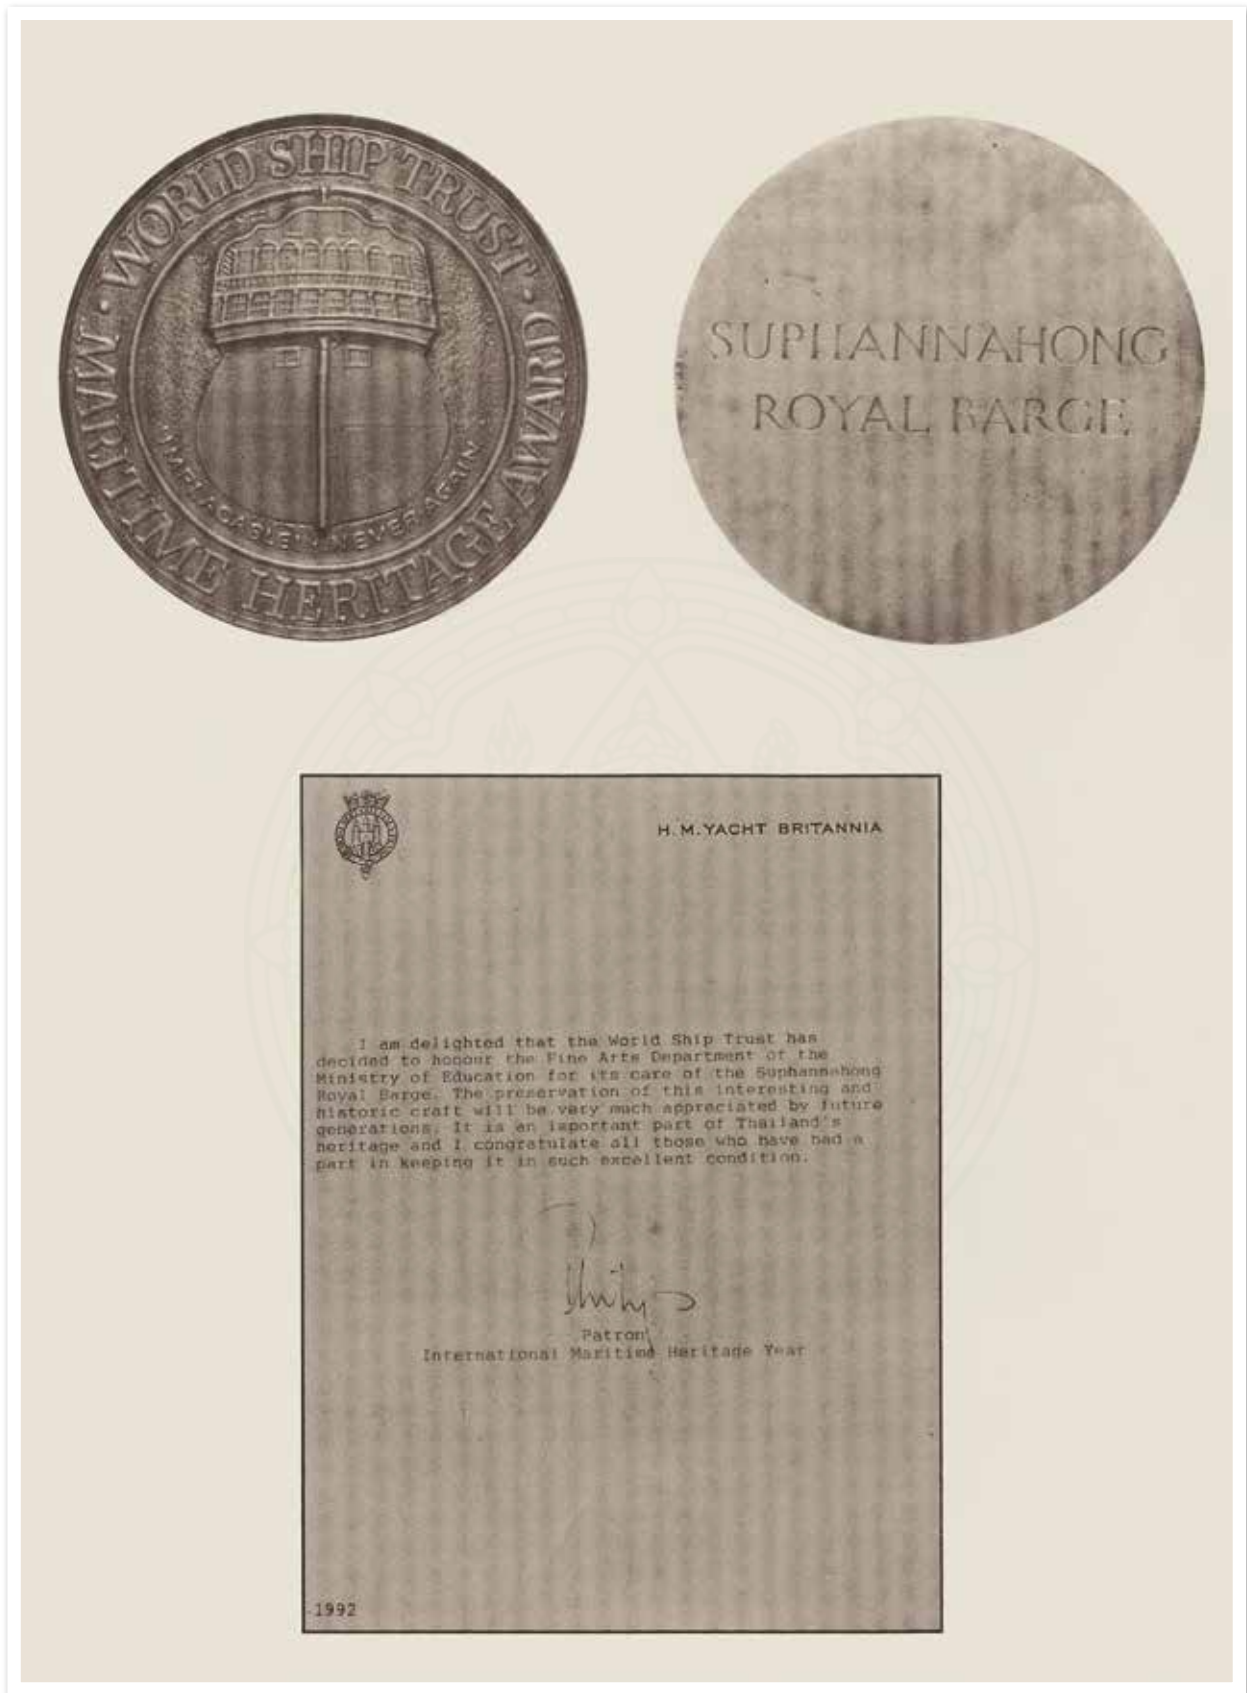 WORLD SHIP TRUST · MARITIME HERITAGE AWARD ·
"IMPLACABLE" NEVER AGAIN
SUPHANNAHONG
ROYAL BARGE
H.M.YACHT BRITANNIA
I am delighted that the World Ship Trust has
decided to honour the Fine Arts Department of the
Ministry of Education for its care of the Suphannahong
Royal Barge. The preservation of this interesting and
historic craft will be very much appreciated by future
generations. It is an important part of Thailand's
heritage and I congratulate all those who have had a
part in keeping it in such excellent condition.
Patron
International Maritime Heritage Year
1992